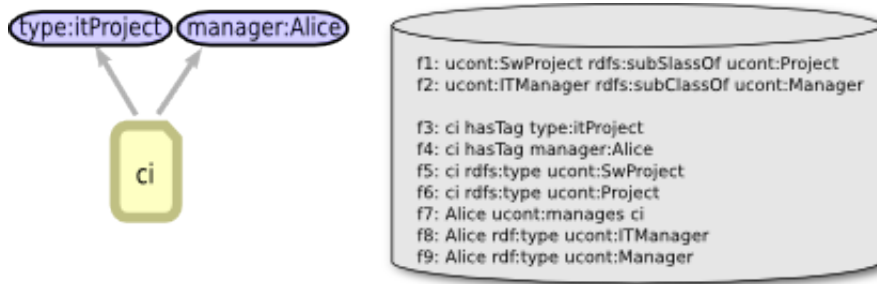 type:itProject manager:Alice
ci
f1: ucont:SwProject rdfs:subSlassOf ucont:Project
f2: ucont:ITManager rdfs:subClassOf ucont:Manager
f3: ci hasTag type:itProject
f4: ci hasTag manager:Alice
f5: ci rdfs:type ucont:SwProject
f6: ci rdfs:type ucont:Project
f7: Alice ucont:manages ci
f8: Alice rdf:type ucont:ITManager
f9: Alice rdf:type ucont:Manager